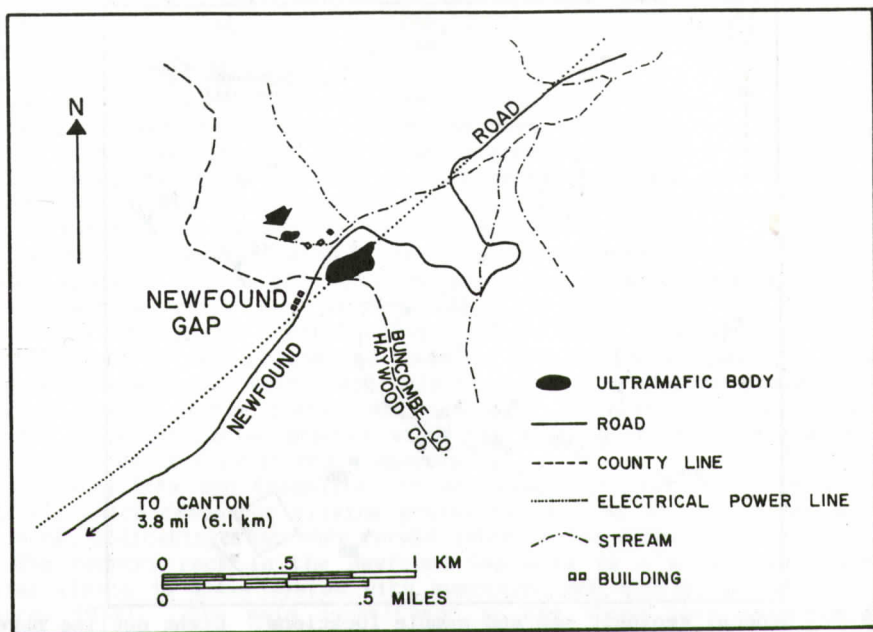 N
ROAD
NEWFOUND
GAP
NEWFOUND
BUNCOMBE CO.
HAYWOOD CO.
ULTRAMAFIC BODY
ROAD
COUNTY LINE
ELECTRICAL POWER LINE
STREAM
BUILDING
TO CANTON
3.8 mi (6.1 km)
0 .5 1 KM
0 .5 MILES